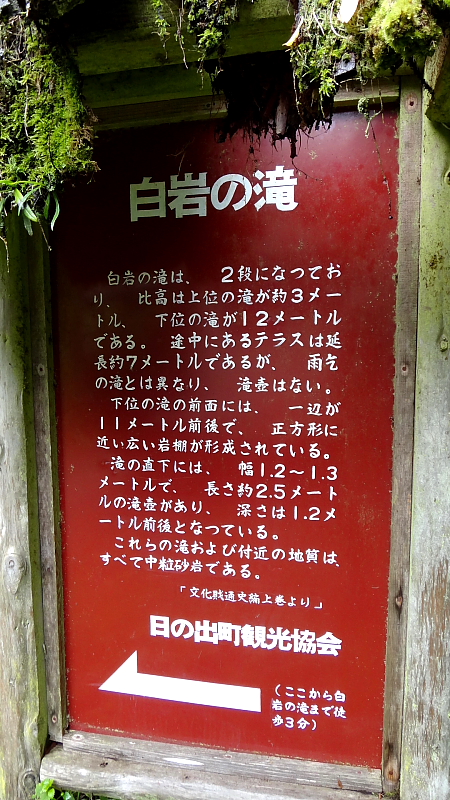 白岩の滝
白岩の滝は、 2段になつてお
り、 比高は上位の滝が約3メー
トル、 下位の滝が12メートル
である。 途中にあるテラスは延
長約7メートルであるが、 雨乞
の滝とは異なり、 滝壺はない。
下位の滝の前面には、 一辺が
11メートル前後で、 正方形に
近い広い岩棚が形成されている。
滝の直下には、 幅1.2〜1.3
メートルで、 長さ約2.5メート
ルの滝壺があり、 深さは1.2メ
ートル前後となつている。
これらの滝および付近の地質は、
すべて中粒砂岩である。
「文化財通史編上巻より」
日の出町観光協会
(ここから白
岩の滝まで徒
歩3分)